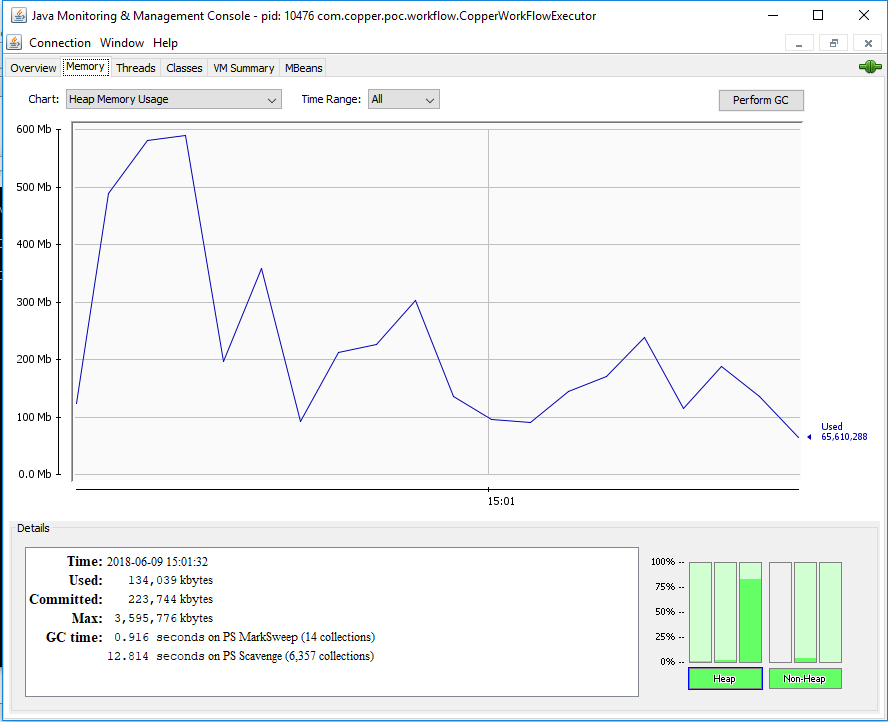 Java Monitoring & Management Console - pid: 10476 com.copper.poc.workflow.CopperWorkFlowExecutor
Connection Window Help
Overview Memory Threads Classes VM Summary MBeans
Chart: Heap Memory Usage Time Range: All Perform GC
600 Mb
500 Mb
400 Mb
300 Mb
200 Mb
100 Mb
0.0 Mb
Used
65,610,288
15:01
Details
Time: 2018-06-09 15:01:32
Used: 134,039 kbytes
Committed: 223,744 kbytes
Max: 3,595,776 kbytes
GC time: 0.916 seconds on PS MarkSweep (14 collections)
12.814 seconds on PS Scavenge (6,357 collections)
100% --
75% --
50% --
25% --
0% --
Heap Non-Heap